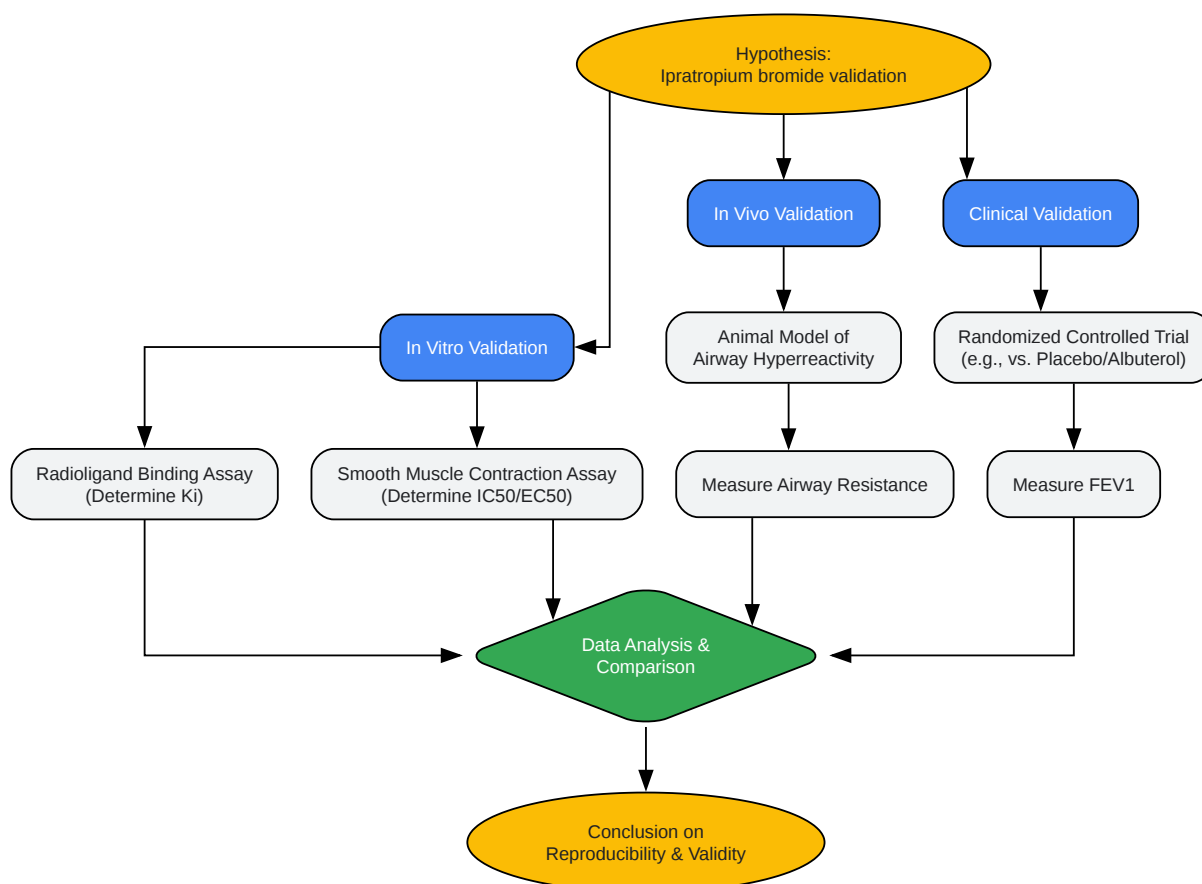 Hypothesis:
Ipratropium bromide validation
In Vivo Validation
Clinical Validation
In Vitro Validation
Animal Model of
Airway Hyperreactivity
Randomized Controlled Trial
(e.g., vs. Placebo/Albuterol)
Radioligand Binding Assay
(Determine Ki)
Smooth Muscle Contraction Assay
(Determine IC50/EC50)
Measure Airway Resistance
Measure FEV1
Data Analysis &
Comparison
Conclusion on
Reproducibility & Validity